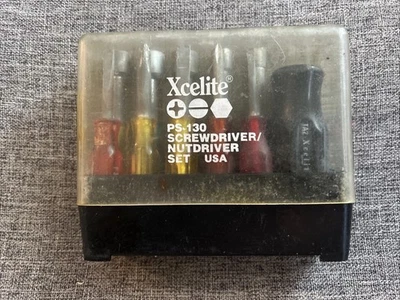 Xcelite®
PS-130
SCREWDRIVER/
NUTDRIVER
SET USA